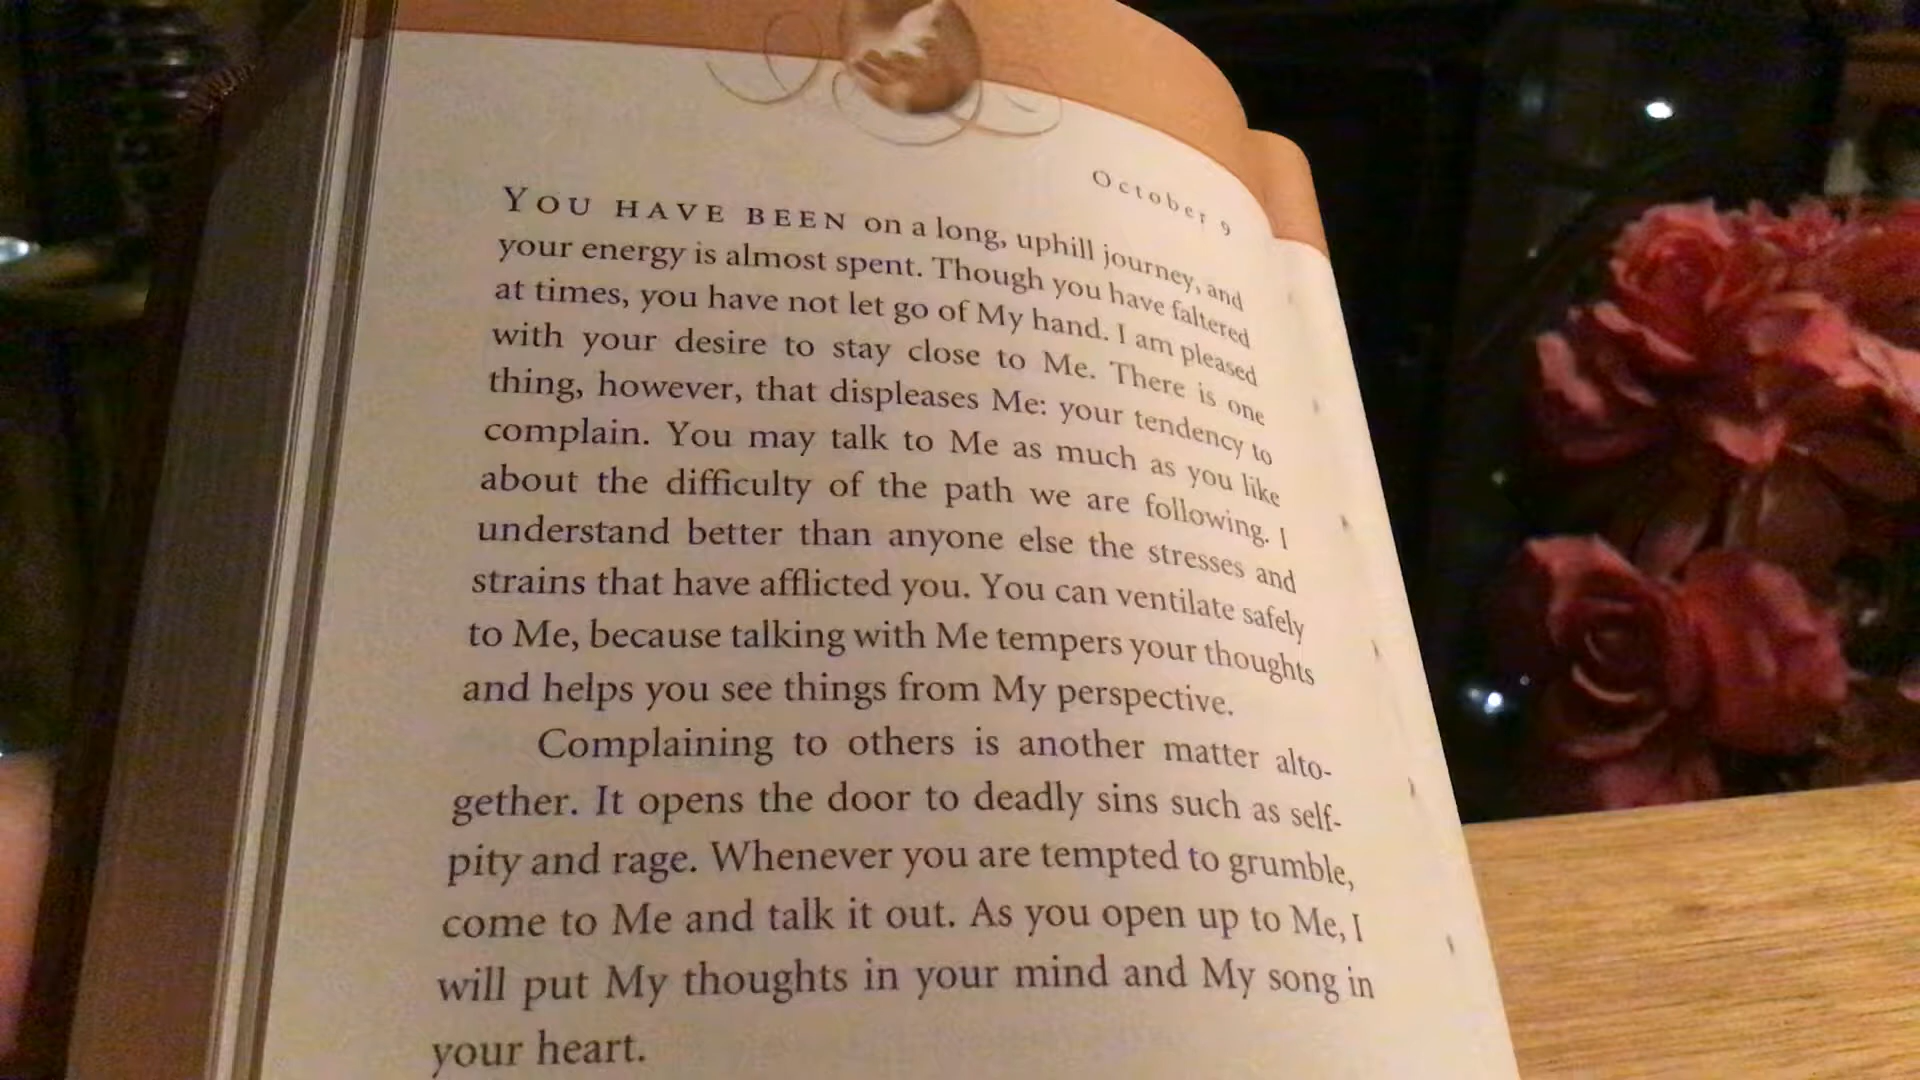 October 9
YOU HAVE BEEN on a long, uphill journey, and
your energy is almost spent. Though you have faltered
at times, you have not let go of My hand. I am pleased
with your desire to stay close to Me. There is one
thing, however, that displeases Me: your tendency to
complain. You may talk to Me as much as you like
about the difficulty of the path we are following. I
understand better than anyone else the stresses and
strains that have afflicted you. You can ventilate safely
to Me, because talking with Me tempers your thoughts
and helps you see things from My perspective.
Complaining to others is another matter alto-
gether. It opens the door to deadly sins such as self-
pity and rage. Whenever you are tempted to grumble,
come to Me and talk it out. As you open up to Me, I
will put My thoughts in your mind and My song in
your heart.